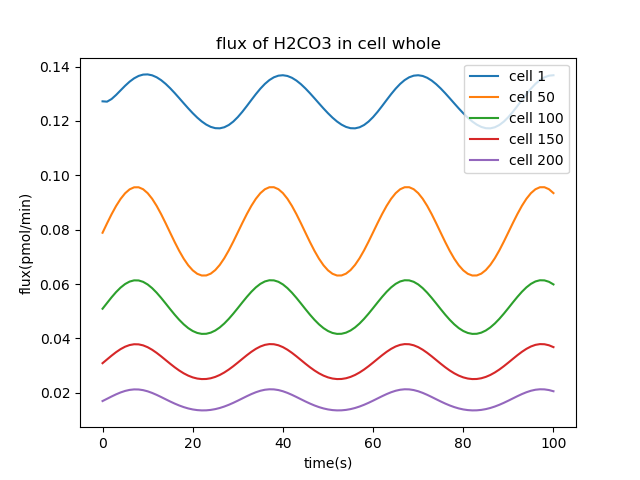 flux of H2CO3 in cell whole
cell 1
cell 50
cell 100
cell 150
cell 200
flux(pmol/min)
0.14
0.12
0.10
0.08
0.06
0.04
0.02
0
20
40
60
80
100
time(s)